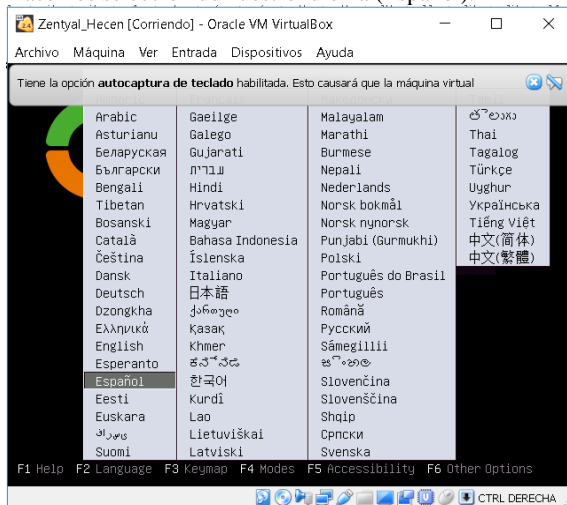 Zentyal_Hecen [Corriendo] - Oracle VM VirtualBox
Archivo Máquina Ver Entrada Dispositivos Ayuda
Tiene la opción autocaptura de teclado habilitada. Esto causará que la máquina virtual
Arabic
Asturianu
Беларуская
Български
Bengali
Tibetan
Bosanski
Català
Čeština
Dansk
Deutsch
Dzongkha
Ελληνικά
English
Esperanto
Español
Eesti
Euskara
Suomi
Gaeilge
Galego
Gujarati
עברית
Hindi
Hrvatski
Magyar
Bahasa Indonesia
Íslenska
Italiano
日本語
ქართული
Қазақ
Khmer
ಕನ್ನಡ
한국어
Kurdî
Lao
Lietuviškai
Latviski
Malayalam
Marathi
Burmese
Nepali
Nederlands
Norsk bokmål
Norsk nynorsk
Punjabi (Gurmukhi)
Polski
Português do Brasil
Português
Română
Русский
Sámegillii
Slovenčina
Slovenščina
Shqip
Српски
Svenska
తెలుగు
Thai
Tagalog
Türkçe
Uyghur
Українська
Tiếng Việt
中文(简体)
中文(繁體)
F1 Help F2 Language F3 Keymap F4 Modes F5 Accessibility F6 Other Options
CTRL DERECHA